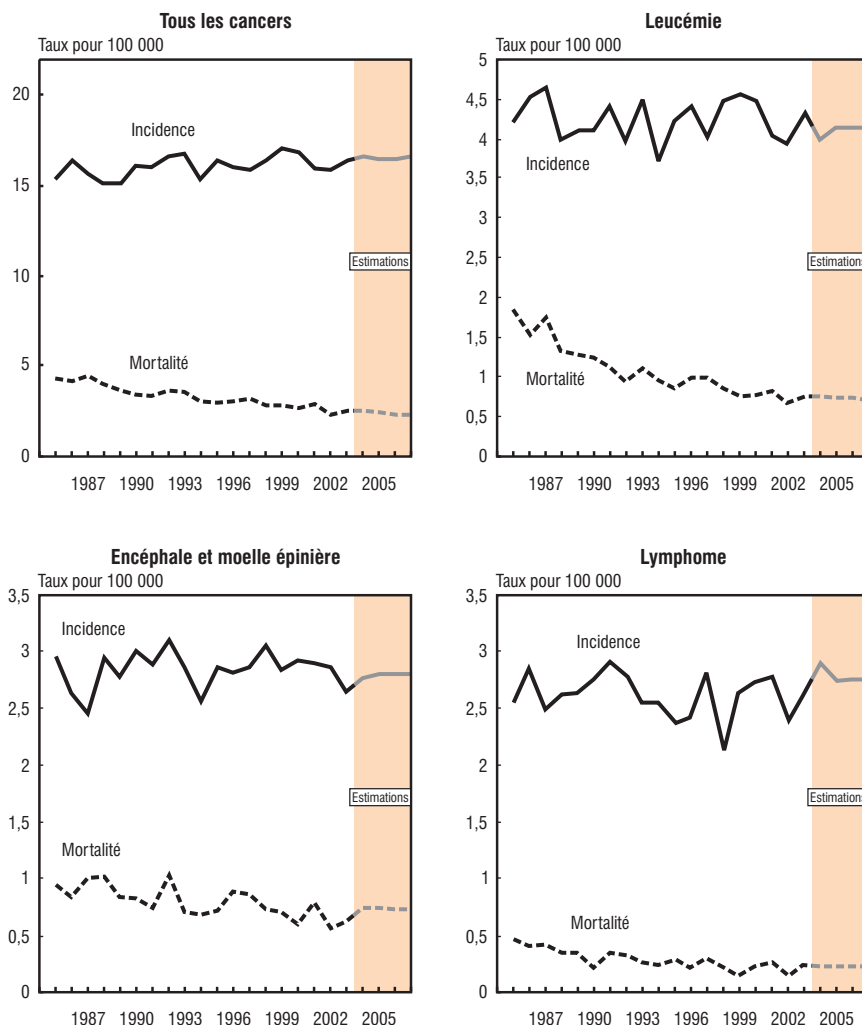 Tous les cancers
Taux pour 100 000
20
15
10
5
0
Incidence
Mortalité
Estimations
1987 1990 1993 1996 1999 2002 2005
Leucémie
Taux pour 100 000
5
4,5
4
3,5
3
2,5
2
1,5
1
0,5
0
Incidence
Mortalité
Estimations
1987 1990 1993 1996 1999 2002 2005
Encéphale et moelle épinière
Taux pour 100 000
3,5
3
2,5
2
1,5
1
0,5
0
Incidence
Mortalité
Estimations
1987 1990 1993 1996 1999 2002 2005
Lymphome
Taux pour 100 000
3,5
3
2,5
2
1,5
1
0,5
0
Incidence
Mortalité
Estimations
1987 1990 1993 1996 1999 2002 2005